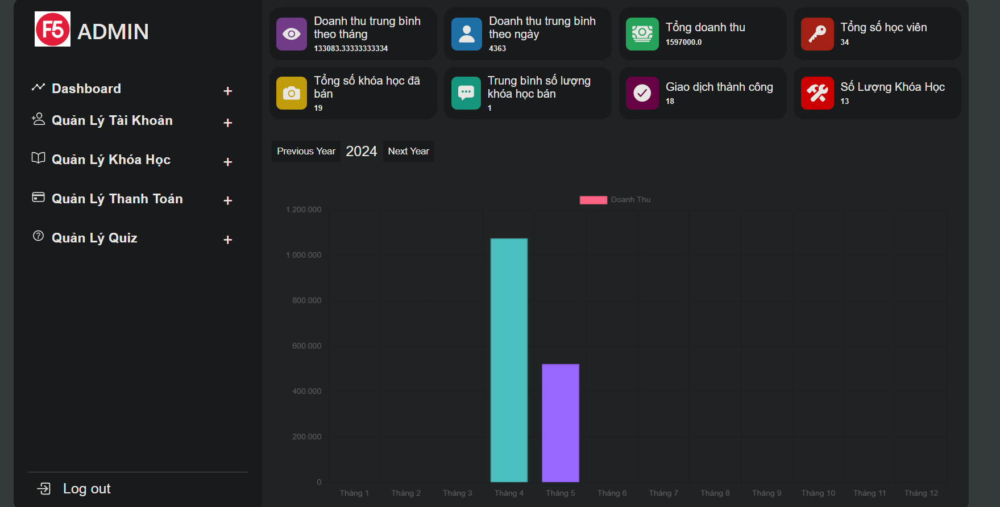 F5 ADMIN
Dashboard +
Quản Lý Tài Khoản +
Quản Lý Khóa Học +
Quản Lý Thanh Toán +
Quản Lý Quiz +
Log out
Doanh thu trung bình
theo tháng
133083.33333333334
Doanh thu trung bình
theo ngày
4363
Tổng doanh thu
1597000.0
Tổng số học viên
34
Tổng số khóa học đã
bán
19
Trung bình số lượng
khóa học bán
1
Giao dịch thành công
18
Số Lượng Khóa Học
13
Previous Year 2024 Next Year
Doanh Thu
1.200.000
1.000.000
800.000
600.000
400.000
200.000
0
Tháng 1 Tháng 2 Tháng 3 Tháng 4 Tháng 5 Tháng 6 Tháng 7 Tháng 8 Tháng 9 Tháng 10 Tháng 11 Tháng 12